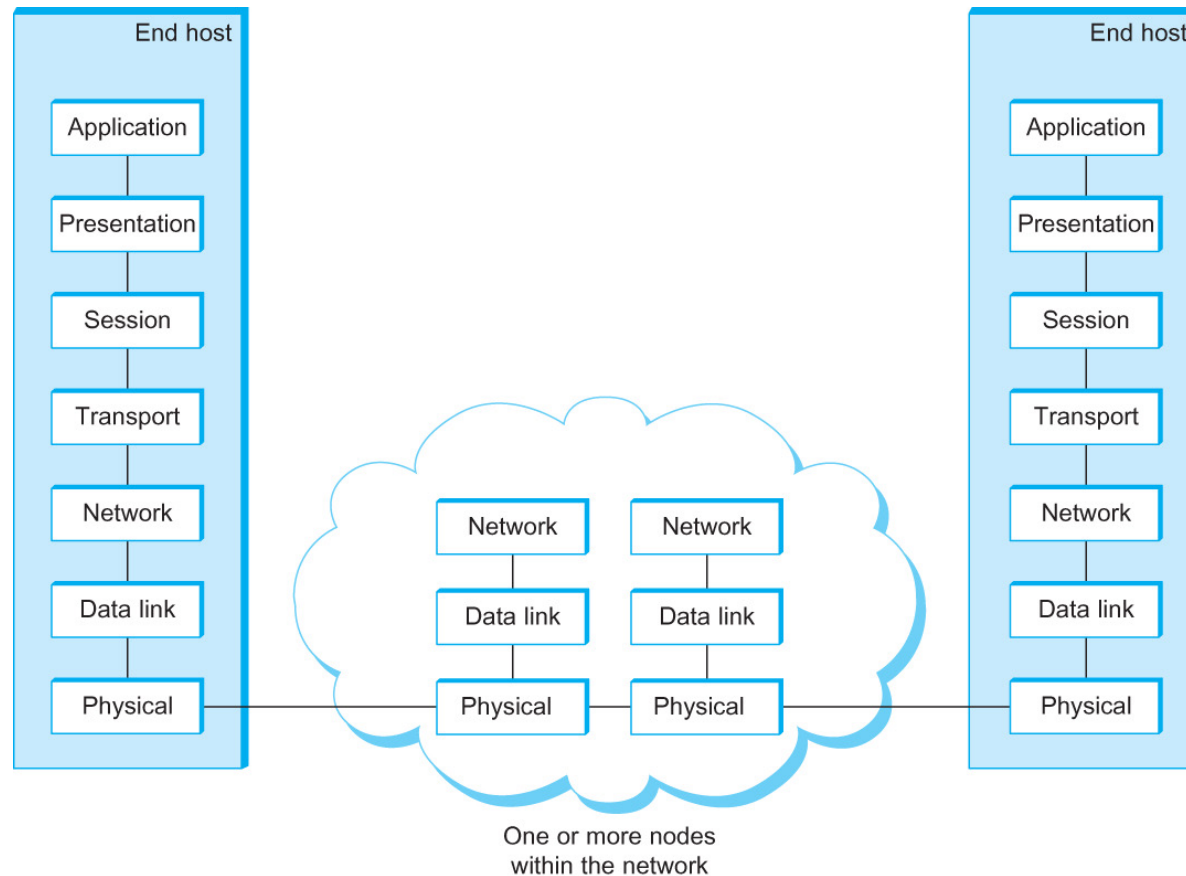 End host
Application
Presentation
Session
Transport
Network
Data link
Physical
Network
Data link
Physical
Network
Data link
Physical
One or more nodes
within the network
End host
Application
Presentation
Session
Transport
Network
Data link
Physical